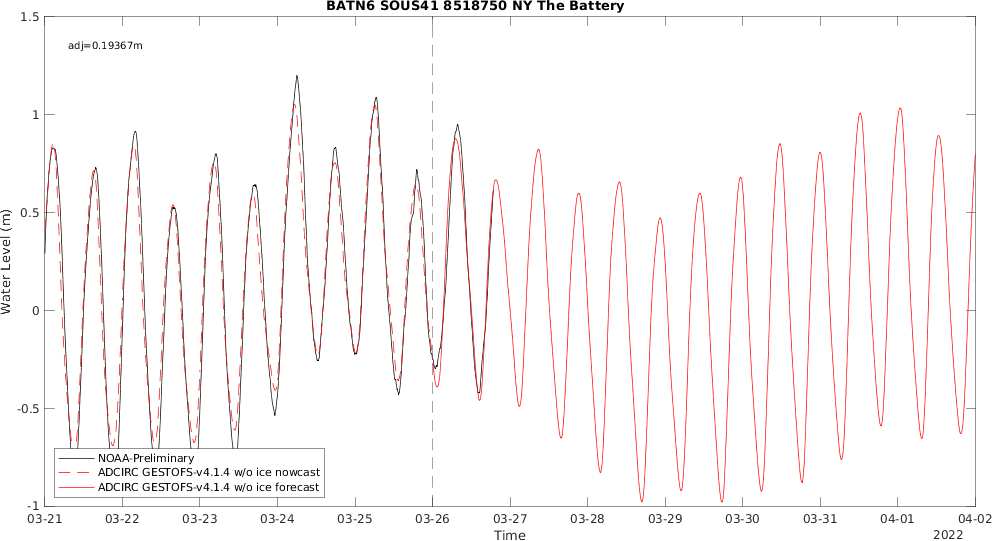 BATN6 SOUS41 8518750 NY The Battery
1.5
adj=0.19367m
1
0.5
0
-0.5
-1
Water Level (m)
NOAA-Preliminary
ADCIRC GESTOFS-v4.1.4 w/o ice nowcast
ADCIRC GESTOFS-v4.1.4 w/o ice forecast
03-21 03-22 03-23 03-24 03-25 03-26 03-27 03-28 03-29 03-30 03-31 04-01 04-02
Time
2022